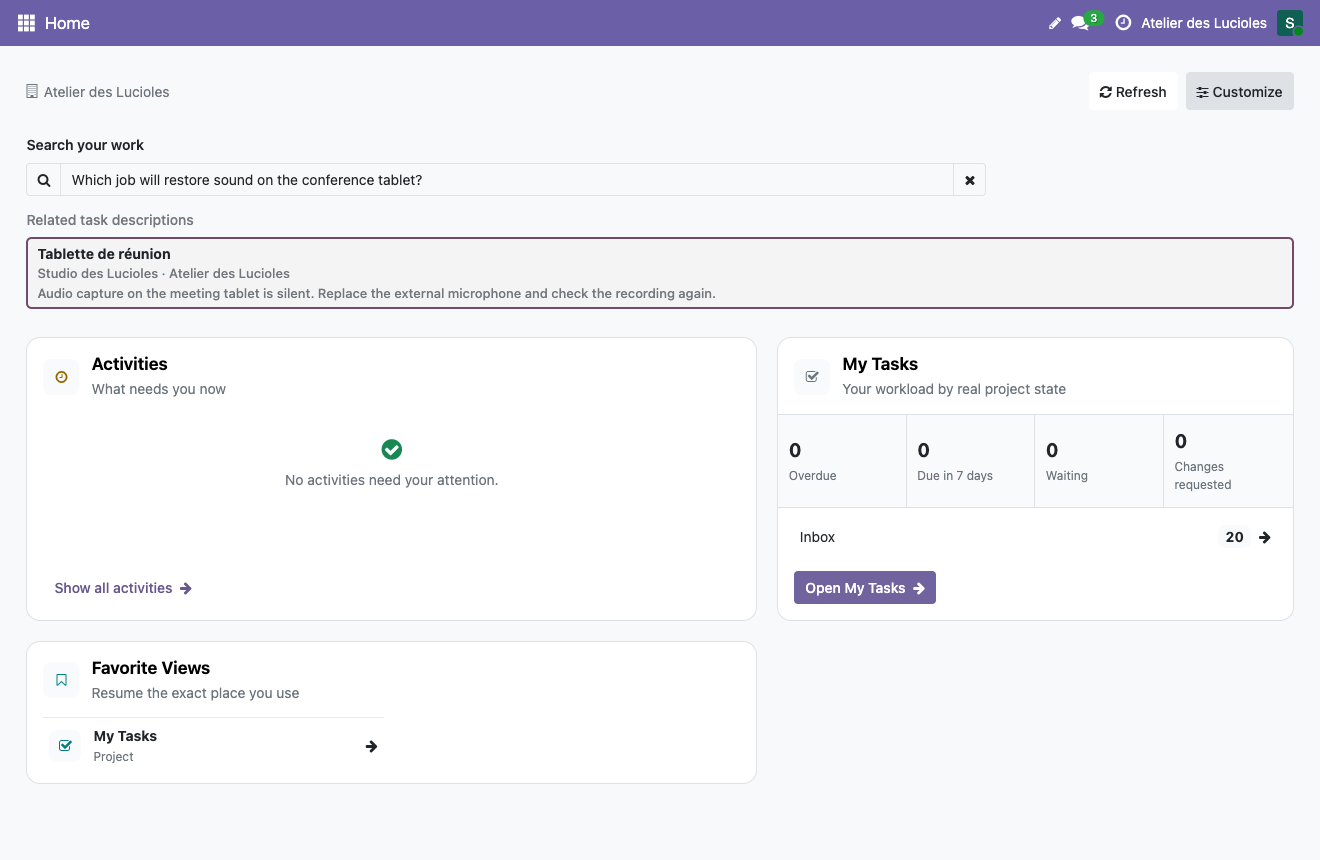 Home
3
Atelier des Lucioles
S
Atelier des Lucioles
Refresh
Customize
Search your work
Which job will restore sound on the conference tablet?
Related task descriptions
Tablette de réunion
Studio des Lucioles · Atelier des Lucioles
Audio capture on the meeting tablet is silent. Replace the external microphone and check the recording again.
Activities
What needs you now
No activities need your attention.
Show all activities
My Tasks
Your workload by real project state
0
Overdue
0
Due in 7 days
0
Waiting
0
Changes
requested
Inbox
20
Open My Tasks
Favorite Views
Resume the exact place you use
My Tasks
Project